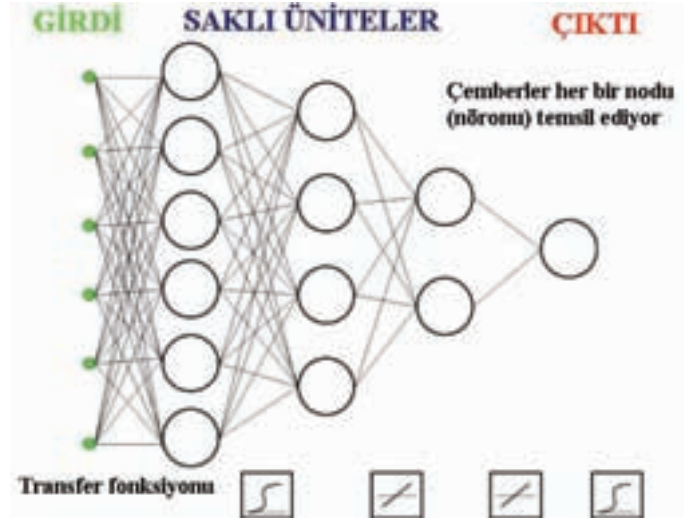 GİRDİ SAKLI ÜNİTELER ÇIKTI
Çemberler her bir nodu
(nöronu) temsil ediyor
Transfer fonksiyonu